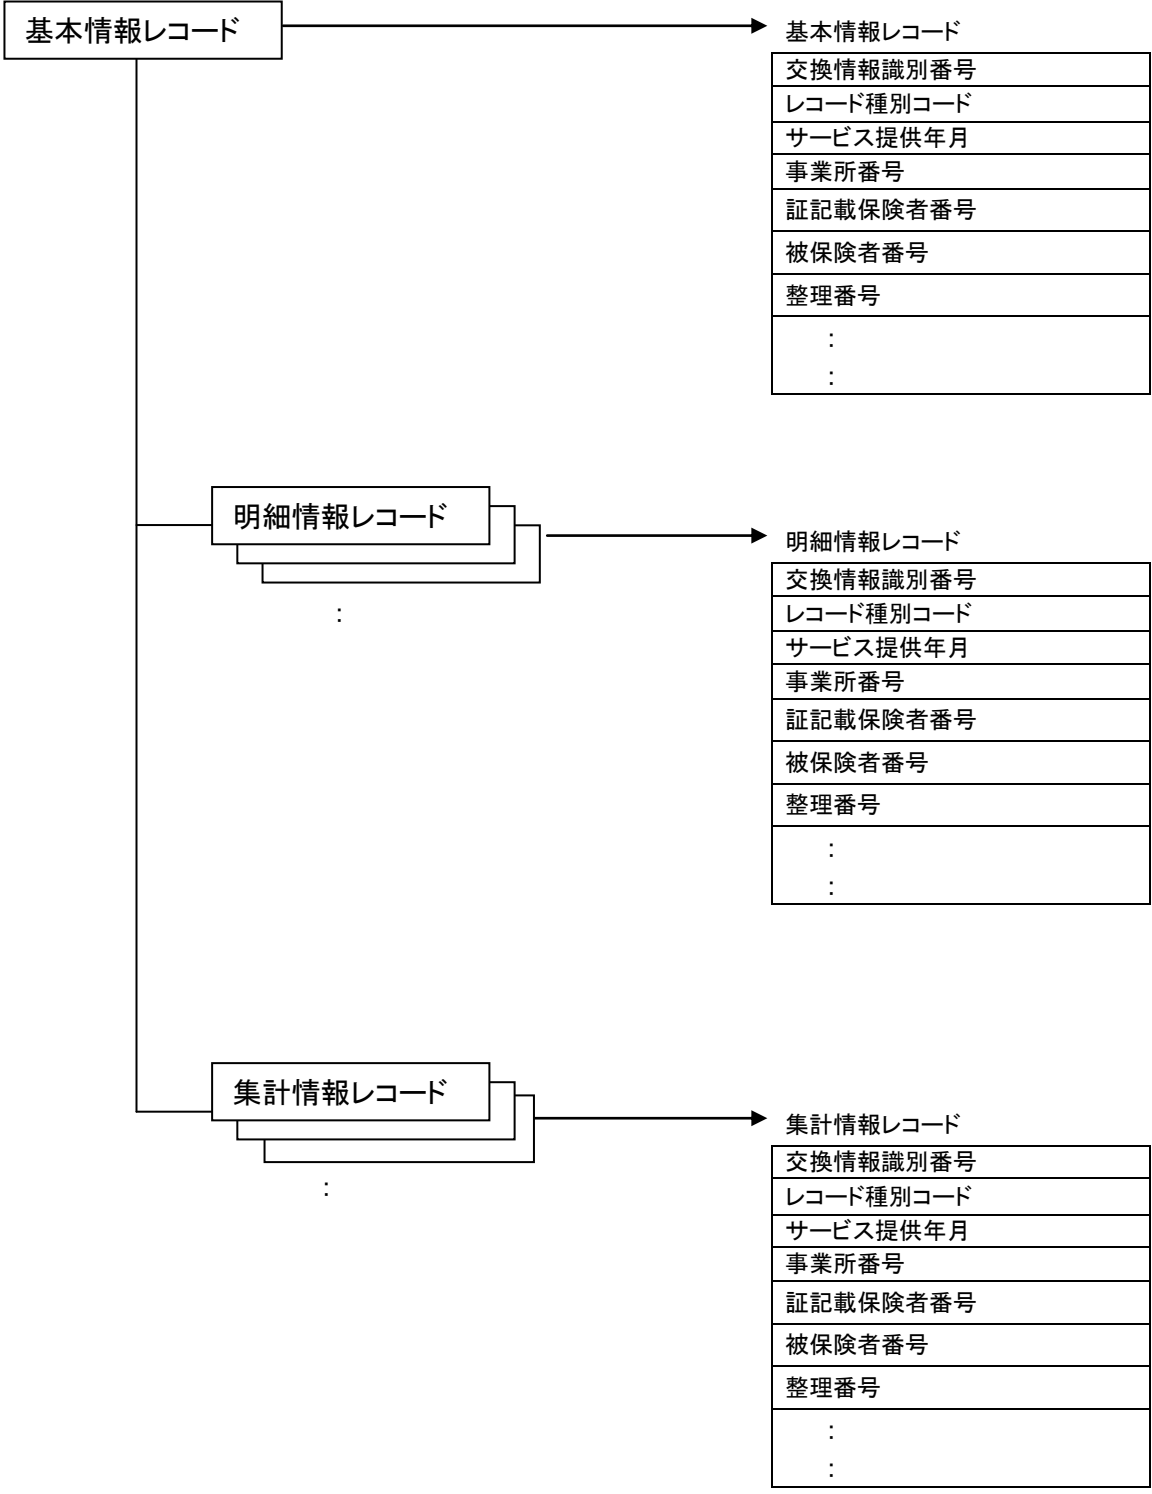 基本情報レコード
基本情報レコード
交換情報識別番号
レコード種別コード
サービス提供年月
事業所番号
証記載保険者番号
被保険者番号
整理番号
:
:
明細情報レコード
:
明細情報レコード
交換情報識別番号
レコード種別コード
サービス提供年月
事業所番号
証記載保険者番号
被保険者番号
整理番号
:
:
集計情報レコード
:
集計情報レコード
交換情報識別番号
レコード種別コード
サービス提供年月
事業所番号
証記載保険者番号
被保険者番号
整理番号
:
: